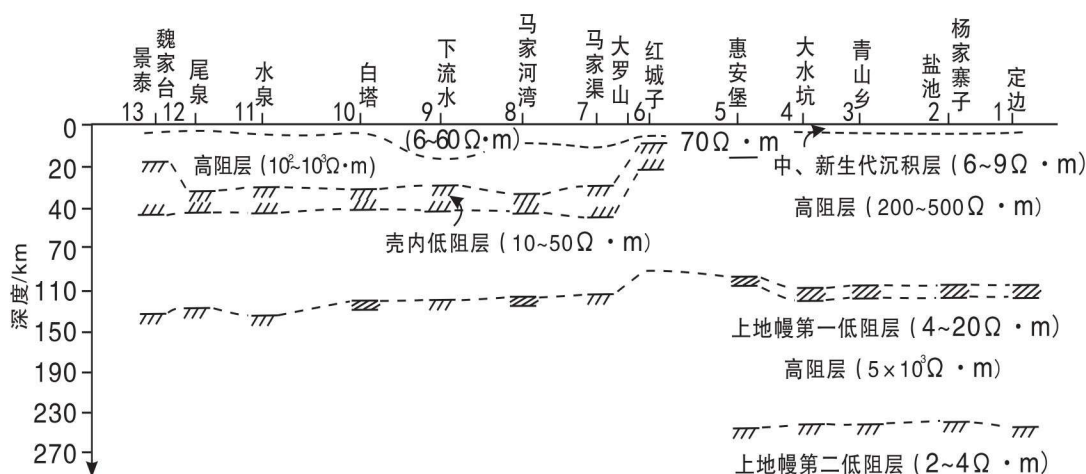 景泰
魏家台
尾泉
水泉
白塔
下流水
马家河湾
马家渠
大罗山
红城子
惠安堡
大水坑
青山乡
盐池
杨家寨子
定边
13 12 11 10 9 8 7 6 5 4 3 2 1
0
20
40
70
110
150
190
230
270
深度/km
(6~60Ω·m)
70Ω·m
高阻层(10²~10³Ω·m)
中、新生代沉积层(6~9Ω·m)
高阻层(200~500Ω·m)
壳内低阻层(10~50Ω·m)
上地幔第一低阻层(4~20Ω·m)
高阻层(5×10³Ω·m)
上地幔第二低阻层(2~4Ω·m)